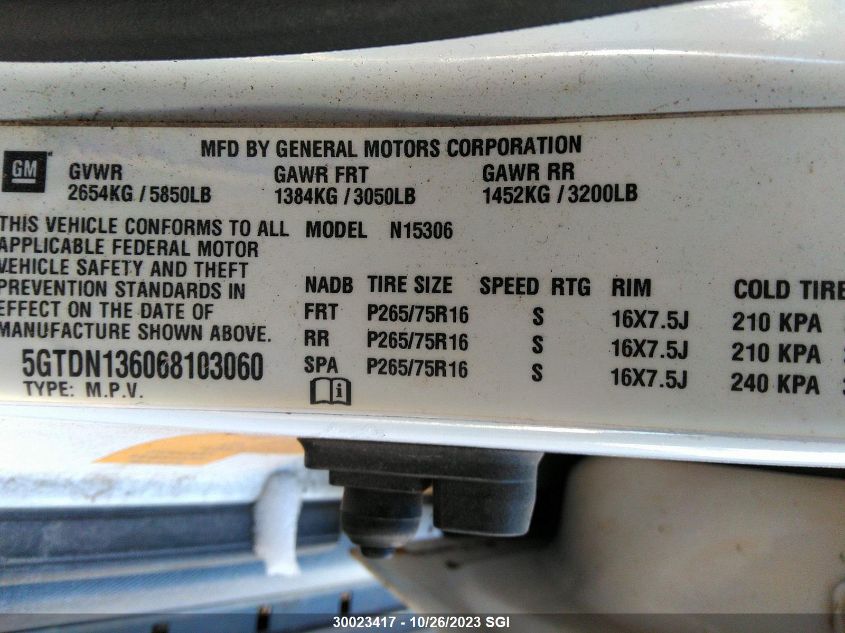 MFD BY GENERAL MOTORS CORPORATION
GM
GVWR GAWR FRT GAWR RR
2654KG / 5850LB 1384KG / 3050LB 1452KG / 3200LB
THIS VEHICLE CONFORMS TO ALL
APPLICABLE FEDERAL MOTOR
VEHICLE SAFETY AND THEFT
PREVENTION STANDARDS IN
EFFECT ON THE DATE OF
MANUFACTURE SHOWN ABOVE.
5GTDN136068103060
TYPE: M.P.V.
MODEL N15306
NADB TIRE SIZE SPEED RTG RIM COLD TIRE
FRT P265/75R16 S 16X7.5J 210 KPA
RR P265/75R16 S 16X7.5J 210 KPA
SPA P265/75R16 S 16X7.5J 240 KPA
i
30023417 - 10/26/2023 SGI